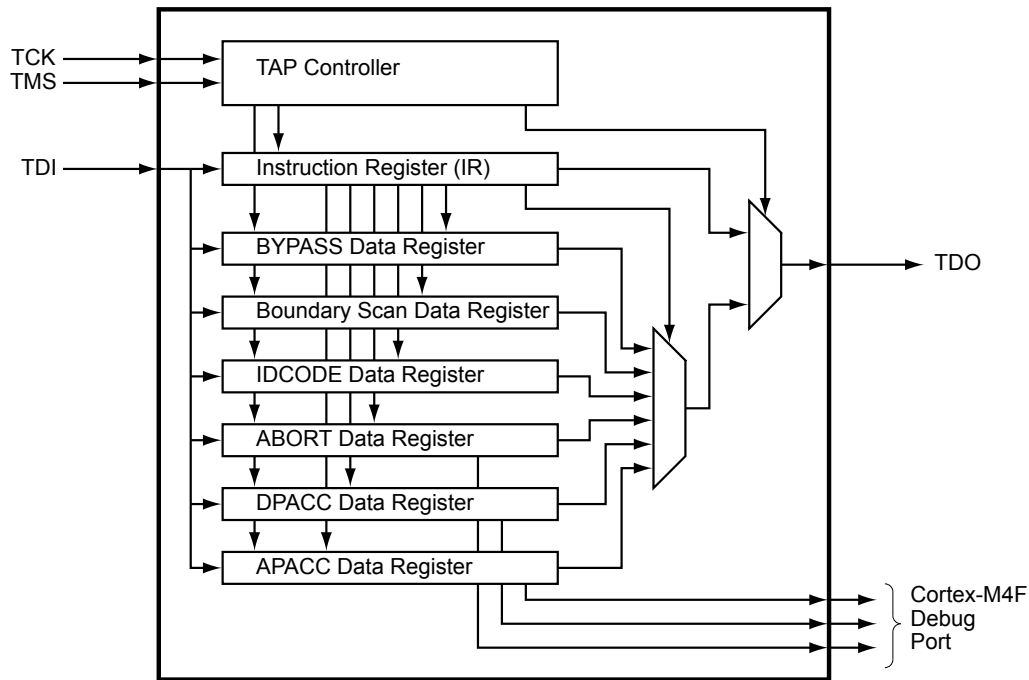 TCK
TMS
TAP Controller
TDI
Instruction Register (IR)
BYPASS Data Register
Boundary Scan Data Register
IDCODE Data Register
ABORT Data Register
DPACC Data Register
APACC Data Register
TDO
Cortex-M4F
Debug
Port